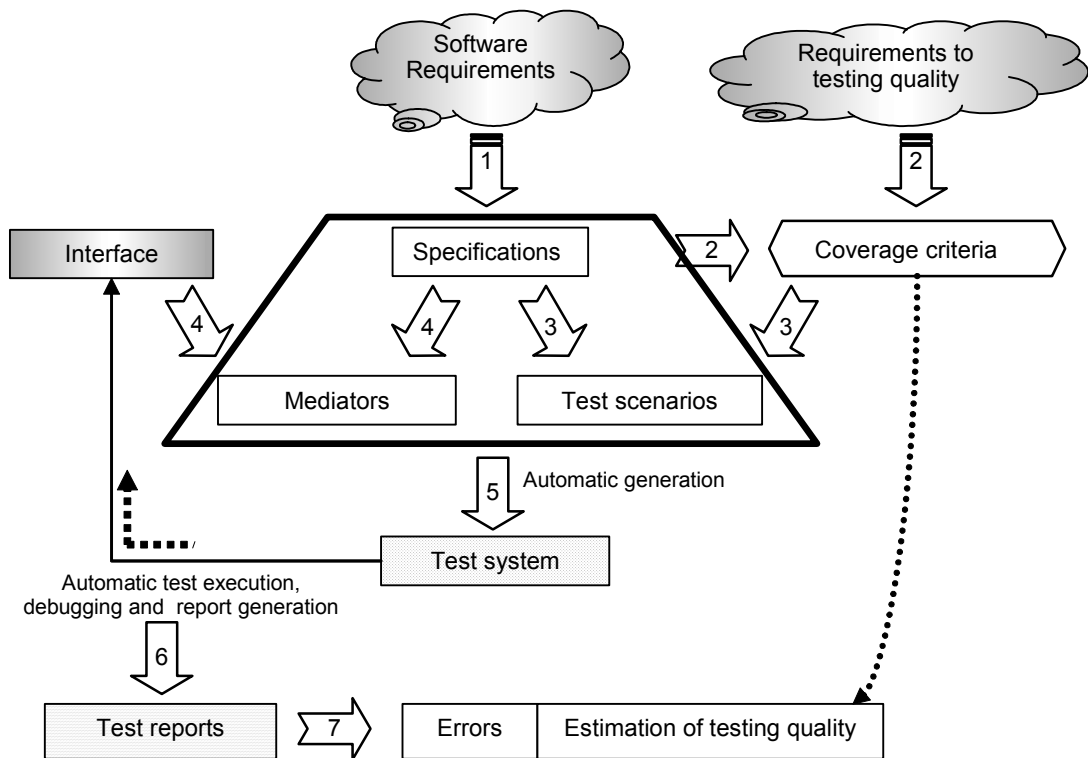 Software
Requirements
Requirements to
testing quality
1
2
Interface
Specifications
2
Coverage criteria
4
4
3
3
Mediators
Test scenarios
5
Automatic generation
Test system
Automatic test execution,
debugging and report generation
6
Test reports
7
Errors
Estimation of testing quality